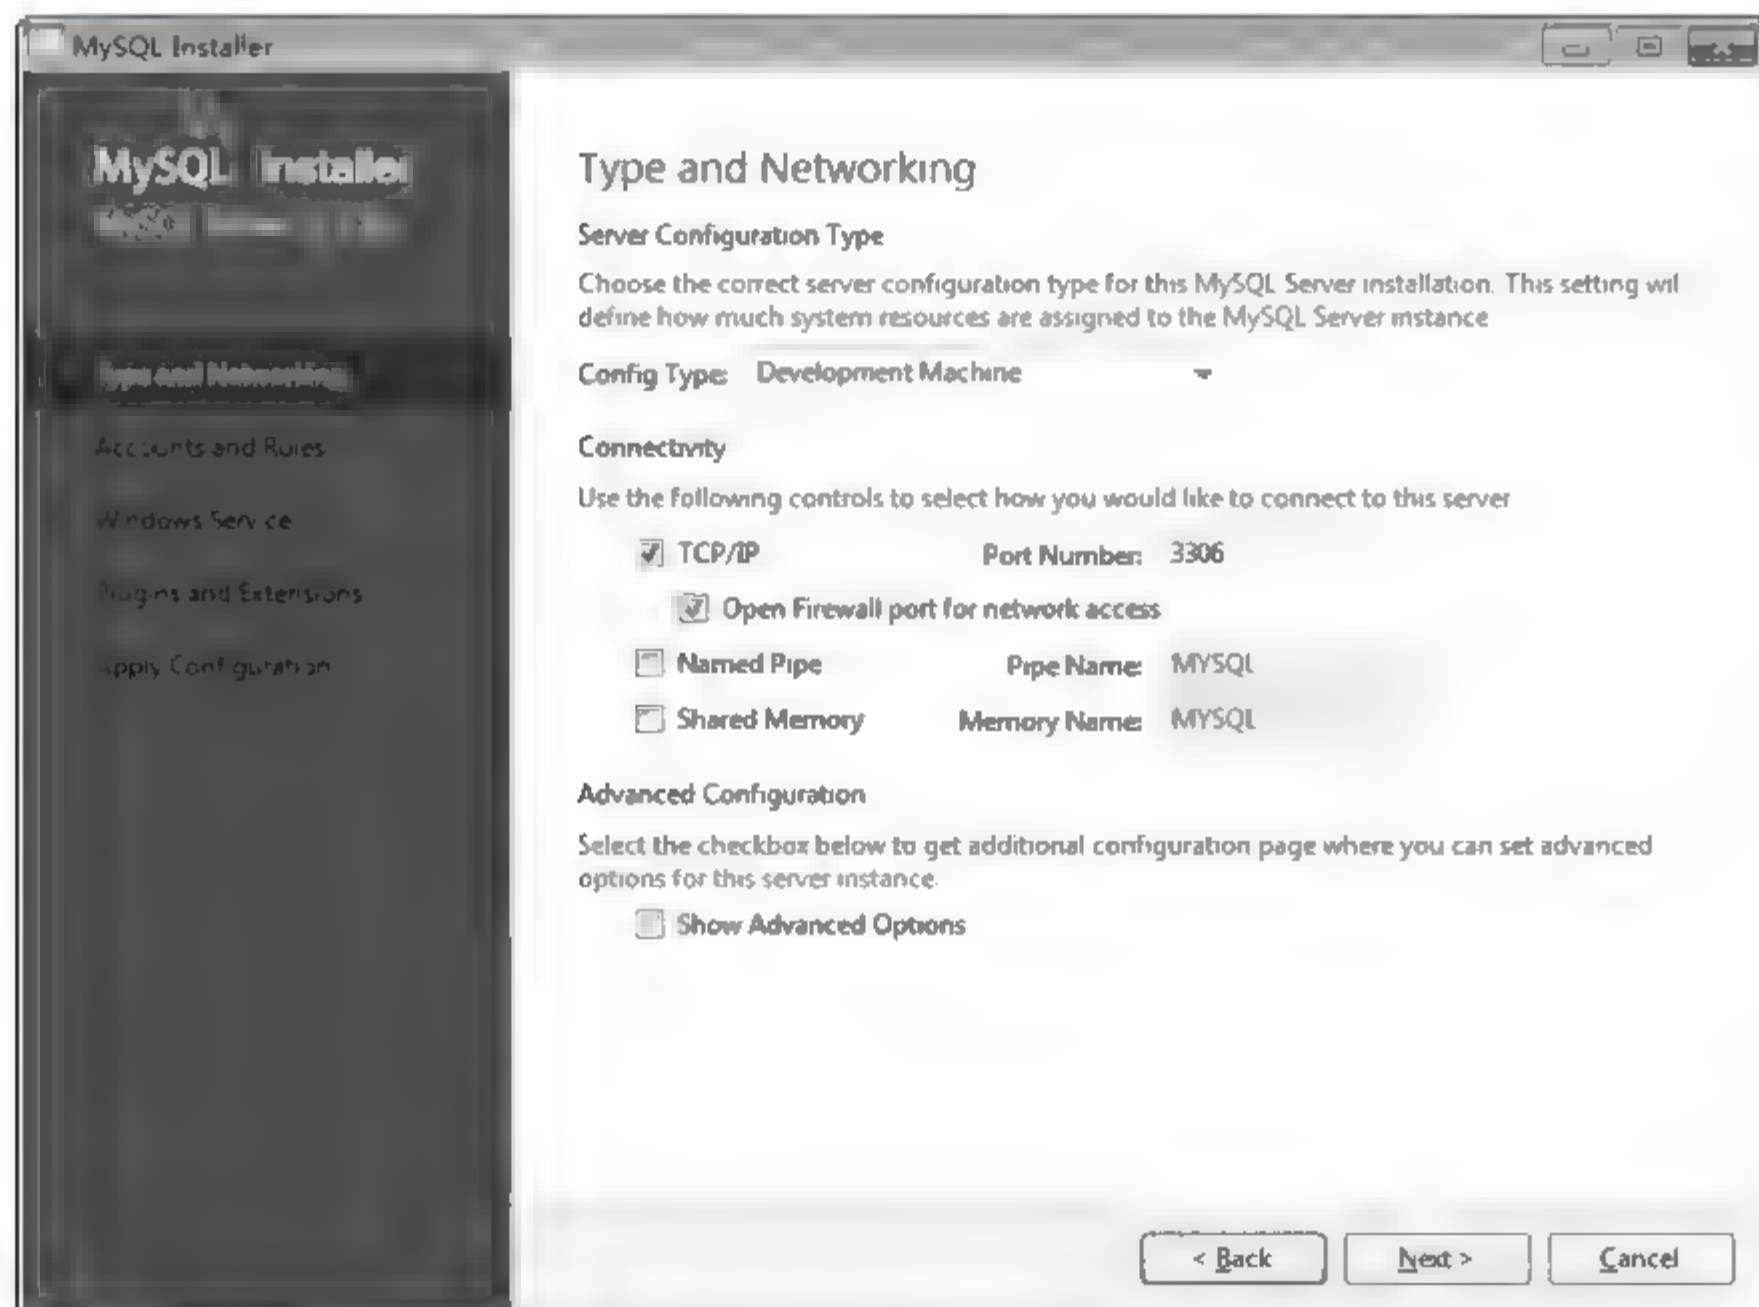 MySQL Installer
MySQL Installer
Type and Networking
Accounts and Roles
Windows Service
Plugins and Extensions
Apply Configuration
Type and Networking
Server Configuration Type
Choose the correct server configuration type for this MySQL Server installation. This setting will
define how much system resources are assigned to the MySQL Server instance
Config Type: Development Machine
Connectivity
Use the following controls to select how you would like to connect to this server
TCP/IP Port Number: 3306
Open Firewall port for network access
Named Pipe Pipe Name: MYSQL
Shared Memory Memory Name: MYSQL
Advanced Configuration
Select the checkbox below to get additional configuration page where you can set advanced
options for this server instance.
Show Advanced Options
< Back Next > Cancel